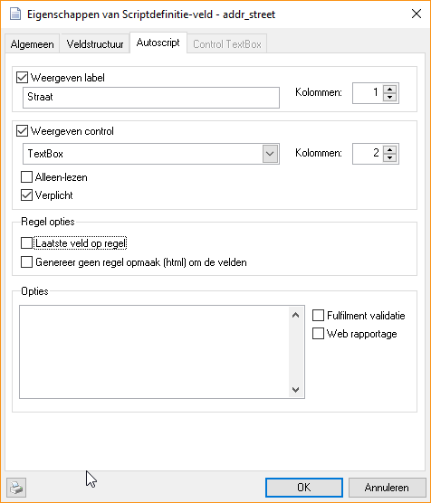 Eigenschappen van Scriptdefinitie-veld - addr_street
Algemeen Veldstructuur Autoscript Control TextBox
Weergeven label
Straat Kolommen: 1
Weergeven control
TextBox Kolommen: 2
Alleen-lezen
Verplicht
Regel opties
Laatste veld op regel
Genereer geen regel opmaak (html) om de velden
Opties
Fulfilment validatie
Web rapportage
OK Annuleren